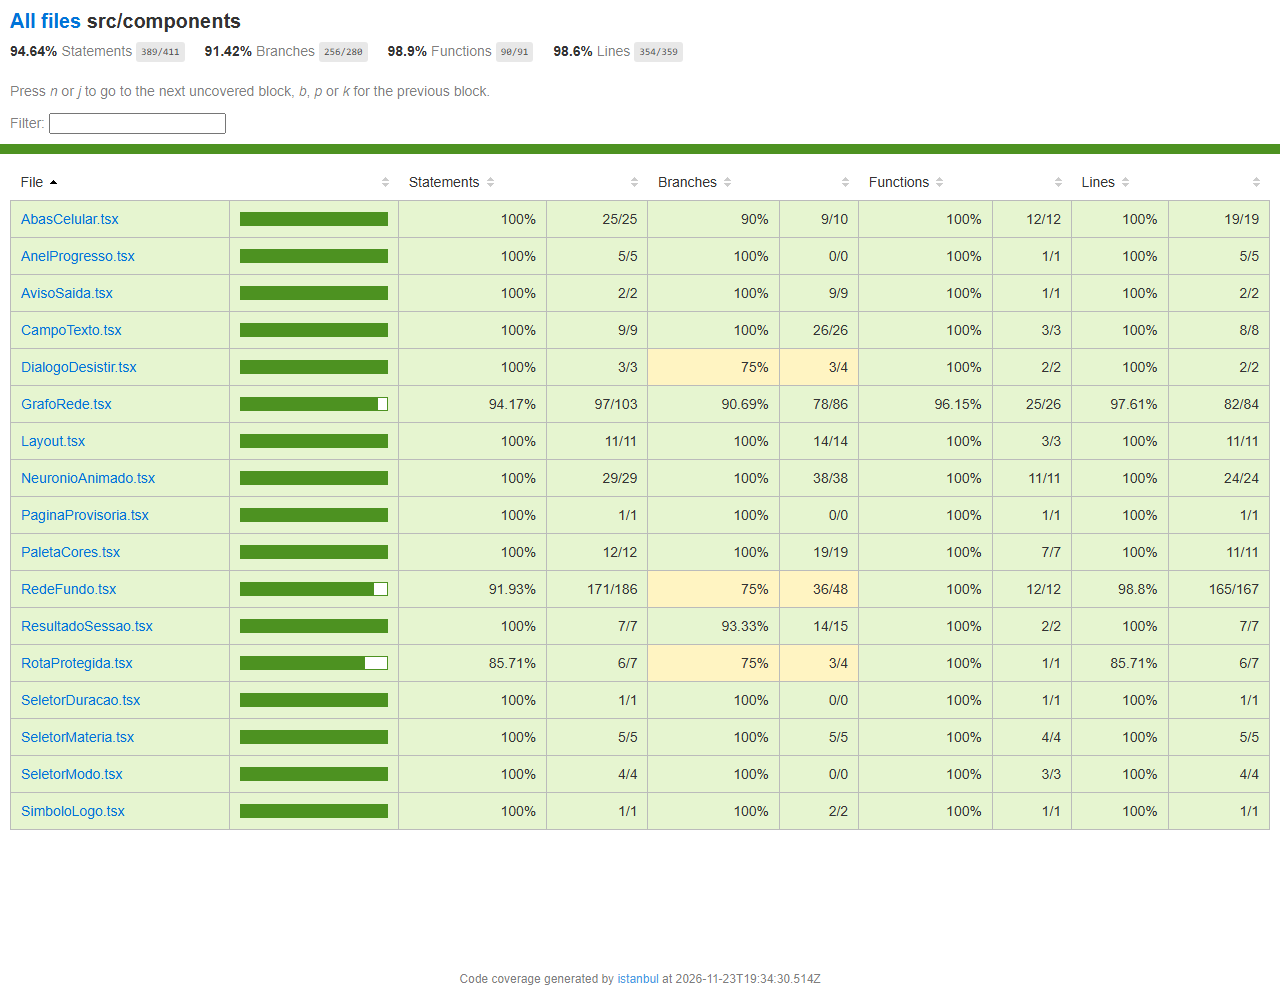 All files src/components
94.64% Statements 389/411 91.42% Branches 256/280 98.9% Functions 90/91 98.6% Lines 354/359
Press n or j to go to the next uncovered block, b, p or k for the previous block.
Filter:
File Statements Branches Functions Lines
AbasCelular.tsx 100% 25/25 90% 9/10 100% 12/12 100% 19/19
AnelProgresso.tsx 100% 5/5 100% 0/0 100% 1/1 100% 5/5
AvisoSaida.tsx 100% 2/2 100% 9/9 100% 1/1 100% 2/2
CampoTexto.tsx 100% 9/9 100% 26/26 100% 3/3 100% 8/8
DialogoDesistir.tsx 100% 3/3 75% 3/4 100% 2/2 100% 2/2
GrafoRede.tsx 94.17% 97/103 90.69% 78/86 96.15% 25/26 97.61% 82/84
Layout.tsx 100% 11/11 100% 14/14 100% 3/3 100% 11/11
NeuronioAnimado.tsx 100% 29/29 100% 38/38 100% 11/11 100% 24/24
PaginaProvisoria.tsx 100% 1/1 100% 0/0 100% 1/1 100% 1/1
PaletaCores.tsx 100% 12/12 100% 19/19 100% 7/7 100% 11/11
RedeFundo.tsx 91.93% 171/186 75% 36/48 100% 12/12 98.8% 165/167
ResultadoSessao.tsx 100% 7/7 93.33% 14/15 100% 2/2 100% 7/7
RotaProtegida.tsx 85.71% 6/7 75% 3/4 100% 1/1 85.71% 6/7
SeletorDuracao.tsx 100% 1/1 100% 0/0 100% 1/1 100% 1/1
SeletorMateria.tsx 100% 5/5 100% 5/5 100% 4/4 100% 5/5
SeletorModo.tsx 100% 4/4 100% 0/0 100% 3/3 100% 4/4
SimboloLogo.tsx 100% 1/1 100% 2/2 100% 1/1 100% 1/1
Code coverage generated by istanbul at 2026-11-23T19:34:30.514Z